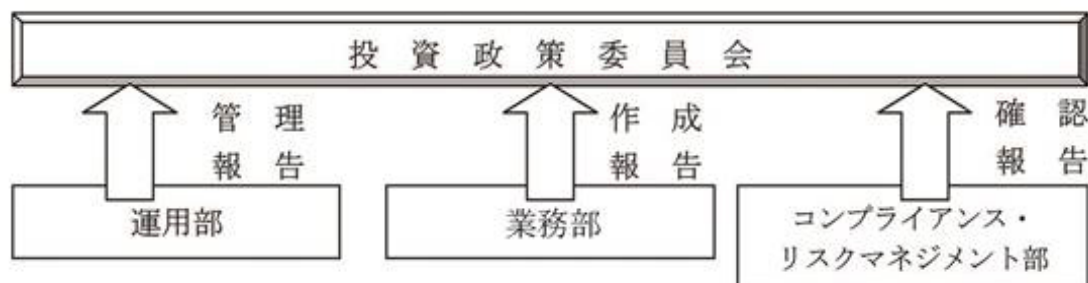 投資政策委員会
管理
報告
作成
報告
確認
報告
運用部
業務部
コンプライアンス・
リスクマネジメント部